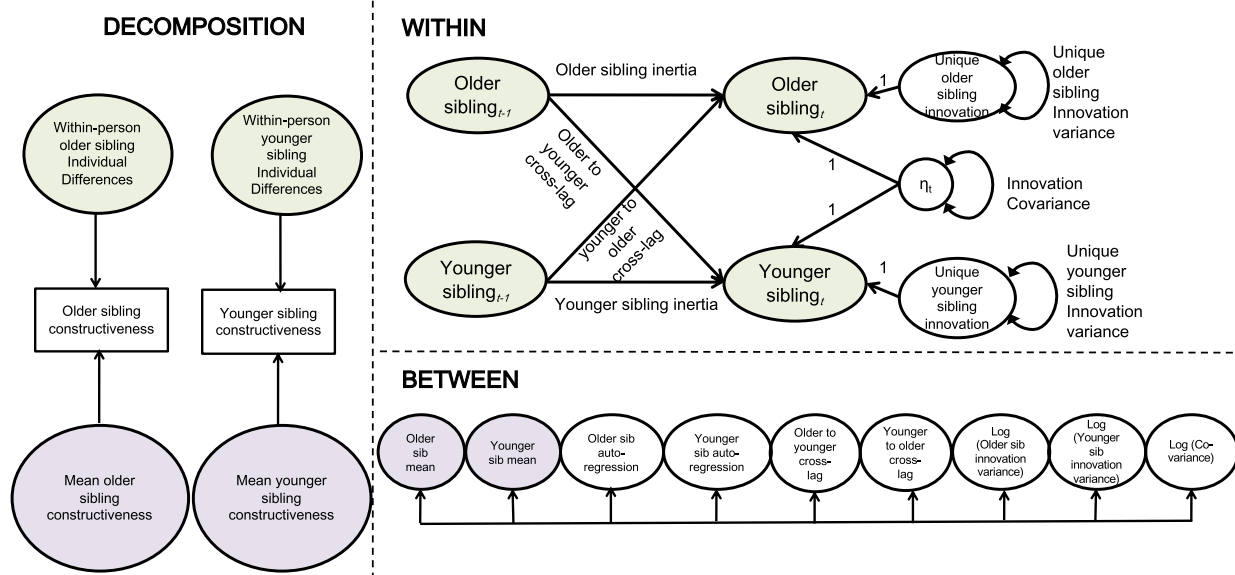 DECOMPOSITION
Within-person
older sibling
Individual
Differences
Within-person
younger
sibling
Individual
Differences
Older sibling
constructiveness
Younger sibling
constructiveness
Mean older
sibling
constructiveness
Mean younger
sibling
constructiveness
WITHIN
Older
sibling t-1
Older sibling inertia
Older
sibling t
1
Unique
older
sibling
innovation
Unique
older
sibling
Innovation
variance
Older to
younger
cross-lag
younger to
older
cross-lag
1
1
ηt
Innovation
Covariance
Younger
sibling t-1
Younger sibling inertia
Younger
sibling t
1
Unique
younger
sibling
innovation
Unique
younger
sibling
Innovation
variance
BETWEEN
Older
sib
mean
Younger
sib mean
Older sib
auto-
regression
Younger sib auto-
regression
Older to
younger
cross-
lag
Younger
to older
cross-
lag
Log
(Older sib
innovation
variance)
Log
(Younger sib
innovation
variance)
Log (Co-
variance)